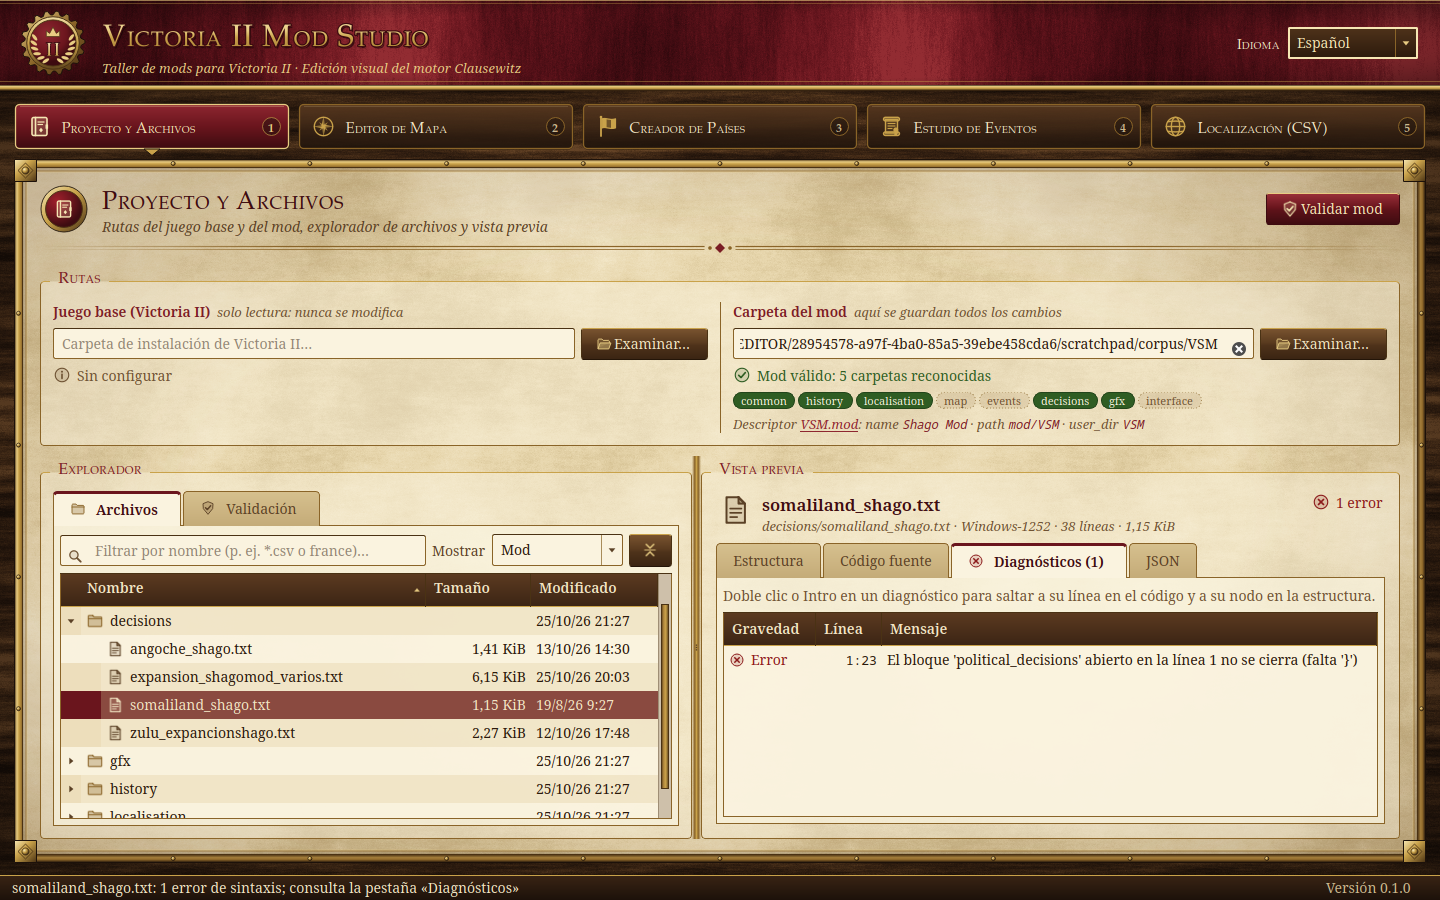 Victoria II Mod Studio
Taller de mods para Victoria II · Edición visual del motor Clausewitz
Idioma
Español
II
Proyecto y Archivos
1
Editor de Mapa
2
Creador de Países
3
Estudio de Eventos
4
Localización (CSV)
5
Proyecto y Archivos
Rutas del juego base y del mod, explorador de archivos y vista previa
Validar mod
Rutas
Juego base (Victoria II) solo lectura: nunca se modifica
Carpeta de instalación de Victoria II...
Examinar...
Sin configurar
Carpeta del mod aquí se guardan todos los cambios
EDITOR/28954578-a97f-4ba0-85a5-39ebe458cda6/scratchpad/corpus/VSM
Examinar...
Mod válido: 5 carpetas reconocidas
common history localisation map events decisions gfx interface
Descriptor VSM.mod: name Shago Mod · path mod/VSM · user_dir VSM
Explorador
Archivos
Validación
Filtrar por nombre (p. ej. *.csv o france)...
Mostrar
Mod
Nombre Tamaño Modificado
decisions 25/10/26 21:27
angoche_shago.txt 1,41 KiB 13/10/26 14:30
expansion_shagomod_varios.txt 6,15 KiB 25/10/26 20:03
somaliland_shago.txt 1,15 KiB 19/8/26 9:27
zulu_expancionshago.txt 2,27 KiB 12/10/26 17:48
gfx 25/10/26 21:27
history 25/10/26 21:27
localisation 25/10/26 21:27
Vista previa
somaliland_shago.txt
1 error
decisions/somaliland_shago.txt · Windows-1252 · 38 líneas · 1,15 KiB
Estructura
Código fuente
Diagnósticos (1)
JSON
Doble clic o Intro en un diagnóstico para saltar a su línea en el código y a su nodo en la estructura.
Gravedad Línea Mensaje
Error 1:23 El bloque 'political_decisions' abierto en la línea 1 no se cierra (falta '}')
somaliland_shago.txt: 1 error de sintaxis; consulta la pestaña «Diagnósticos»
Versión 0.1.0